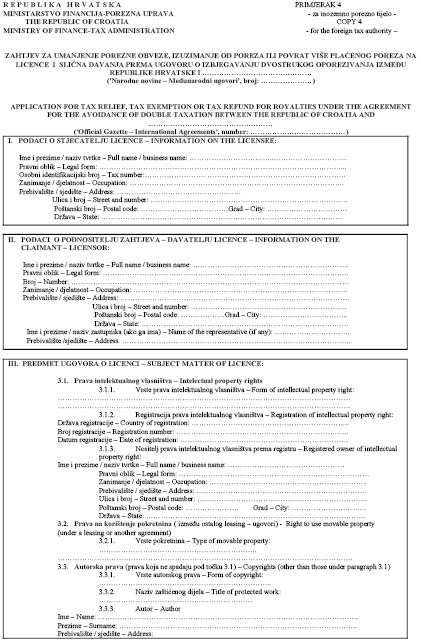 R E P U B L I K A   H R V A T S K A
MINISTARSTVO FINANCIJA-POREZNA UPRAVA
THE REPUBLIC OF CROATIA
MINISTRY OF FINANCE-TAX ADMINISTRATION
PRIMJERAK 4
- za inozemno porezno tijelo -
COPY 4
- for the foreign tax authority –
ZAHTJEV ZA UMANJENJE POREZNE OBVEZE, IZUZIMANJE OD POREZA ILI POVRAT VIŠE PLAĆENOG POREZA NA
LICENCE I SLIČNA DAVANJA PREMA UGOVORU O IZBJEGAVANJU DVOSTRUKOG OPOREZIVANJA IZMEĐU
REPUBLIKE HRVATSKE I ……………………………………
('Narodne novine – Međunarodni ugovori', broj: …………………)
APPLICATION FOR TAX RELIEF, TAX EXEMPTION OR TAX REFUND FOR ROYALTIES UNDER THE AGREEMENT
FOR THE AVOIDANCE OF DOUBLE TAXATION BETWEEN THE REPUBLIC OF CROATIA AND
……………………………………………
('Official Gazette – International Agreements', number: ………………………………)
I. PODACI O STJECATELJU LICENCE – INFORMATION ON THE LICENSEE:
Ime i prezime / naziv tvrtke – Full name / business name: ……………………………………………
Pravni oblik – Legal form: ……………………………………………
Osobni identifikacijski broj – Tax number:……………………………………………
Zanimanje / djelatnost – Occupation: ……………………………………………
Prebivalište / sjedište – Address: ……………………………………………
Ulica i broj – Street and number: ……………………………………………
Poštanski broj – Postal code: ……………………… Grad – City: ………………………
Država – State: ……………………………………………
II. PODACI O PODNOSITELJU ZAHTJEVA – DAVATELJU LICENCE – INFORMATION ON THE
CLAIMANT – LICENSOR:
Ime i prezime / naziv tvrtke – Full name / business name: ……………………………………………
Pravni oblik – Legal form: ……………………………………………
Broj – Number: ……………………………………………
Zanimanje / djelatnost – Occupation: ……………………………………………
Prebivalište / sjedište – Address: ……………………………………………
Ulica i broj – Street and number: ……………………………………………
Poštanski broj – Postal code: ………………… Grad – City: ………………………
Država – State: ……………………………………………
Ime i prezime / naziv zastupnika (ako ga ima) – Name of the representative (if any): ………………………
Prebivalište /sjedište – Address. ……………………………………………
III. PREDMET UGOVORA O LICENCI – SUBJECT MATTER OF LICENCE:
3.1. Prava intelektualnog vlasništva – Intelectual property rights
3.1.1. Vrste prava intelektualnog vlasništva – Form of intellectual property right:
……………………………………………
……………………………………………
3.1.2. Registracija prava intelektualnog vlasništva – Registration of intellectual property right:
Država registracije – Country of registration: ……………………………………………
Broj registracije – Registration number: ……………………………………………
Datum registracije – Date of registration: ……………………………………………
3.1.3. Nositelj prava intelektualnog vlasništva prema registru – Registered owner of intellectual
property right:
Ime i prezime / naziv tvrtke – Full name / business name: ……………………………………………
Pravni oblik – Legal form: ……………………………………………
Zanimanje / djelatnost – Occupation: ……………………………………………
Prebivalište / sjedište – Address: ……………………………………………
Ulica i broj – Street and number : ……………………………………………
Poštanski broj – Postal code: ……………………… Grad – City: ………………………
Država – State: ……………………………………………
3.2. Prava na korištenje pokretnina ( između ostalog leasing – ugovori) - Right to use movable property
(under a leasing or another agreement)
3.2.1. Vrste pokretnina – Type of movable property:
……………………………………………
……………………………………………
3.3. Autorska prava (prava koja ne spadaju pod točku 3.1) – Copyrights (other than those under paragraph 3.1)
3.3.1. Vrste autorskog prava – Form of copyright:
……………………………………………
3.3.2. Naziv zaštićenog dijela – Title of protected work:
……………………………………………
3.3.3. Autor – Author
Ime – Name: ……………………………………………
Prezime – Surname: ……………………………………………
Prebivalište / sjedište – Address: ……………………………………………